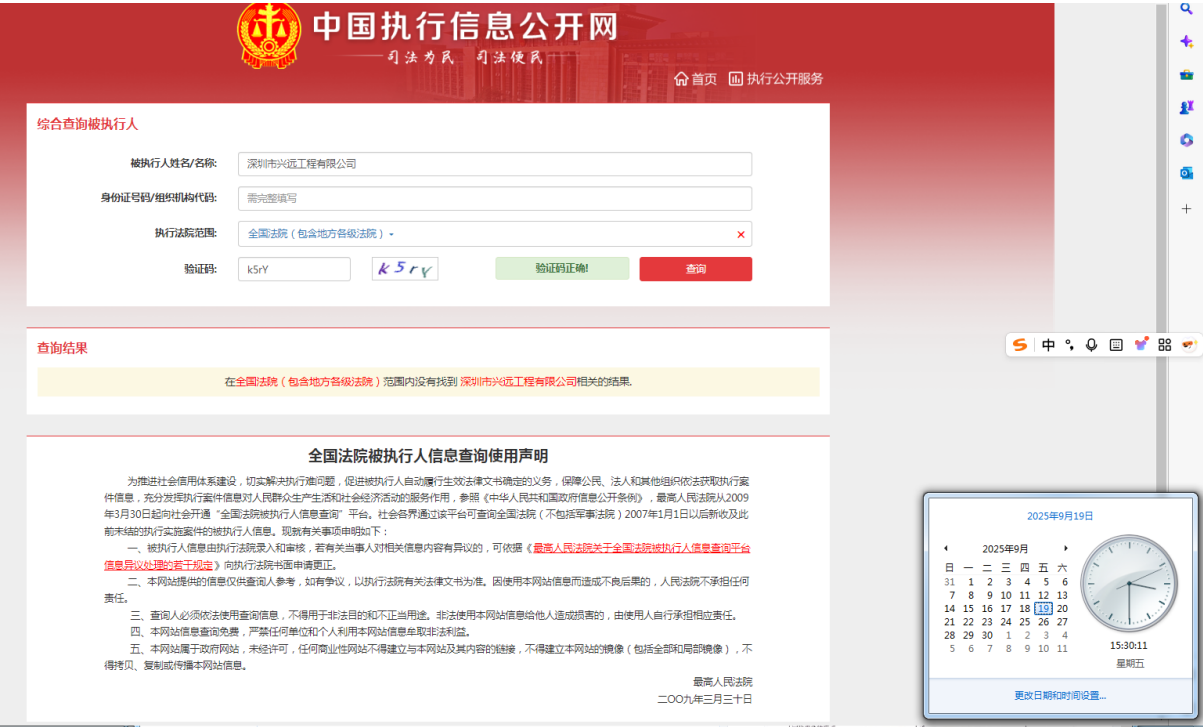 中国执行信息公开网
司法为民 司法便民
首页 执行公开服务
综合查询被执行人
被执行人姓名/名称: 深圳市兴远工程有限公司
身份证号码/组织机构代码: 需完整填写
执行法院范围: 全国法院（包含地方各级法院）
验证码: k5rY k5rY 验证码正确! 查询
查询结果
在全国法院（包含地方各级法院）范围内没有找到 深圳市兴远工程有限公司相关的结果.
全国法院被执行人信息查询使用声明
为推进社会信用体系建设，切实解决执行难问题，促进被执行人自动履行生效法律文书确定的义务，保障公民、法人和其他组织依法获取执行案
件信息，充分发挥执行案件信息对人民群众生产生活和社会经济活动的服务作用，参照《中华人民共和国政府信息公开条例》，最高人民法院从2009
年3月30日起向社会开通“全国法院被执行人信息查询”平台。社会各界通过该平台可查询全国法院（不包括军事法院）2007年1月1日以后新收及此
前未结的执行实施案件的被执行人信息。现就有关事项申明如下：
一、被执行人信息由执行法院录入和审核，若有关当事人对相关信息内容有异议的，可依据《最高人民法院关于全国法院被执行人信息查询平台
信息异议处理的若干规定》向执行法院书面申请更正。
二、本网站提供的信息仅供查询人参考，如有争议，以执行法院有关法律文书为准。因使用本网站信息而造成不良后果的，人民法院不承担任何
责任。
三、查询人必须依法使用查询信息，不得用于非法目的和不正当用途。非法使用本网站信息给他人造成损害的，由使用人自行承担相应责任。
四、本网站信息查询免费，严禁任何单位和个人利用本网站信息牟取非法利益。
五、本网站属于政府网站，未经许可，任何商业性网站不得建立与本网站及其内容的链接，不得建立本网站的镜像（包括全部和局部镜像），不
得拷贝、复制或传播本网站信息。
最高人民法院
二〇〇九年三月三十日
中
2025年9月19日
2025年9月
日 一 二 三 四 五 六
31 1 2 3 4 5 6
7 8 9 10 11 12 13
14 15 16 17 18 19 20
21 22 23 24 25 26 27
28 29 30 1 2 3 4
5 6 7 8 9 10 11
15:30:11
星期五
更改日期和时间设置...